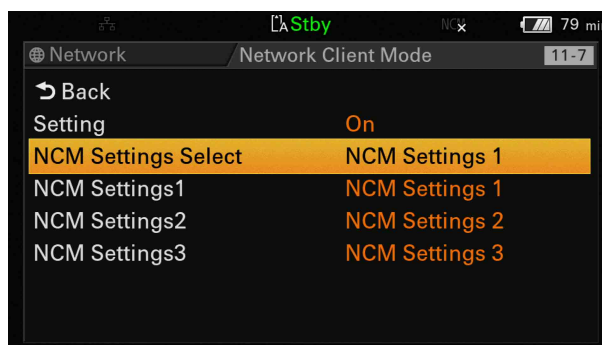 A Stby NCM 79 mi
Network Network Client Mode 11-7
Back
Setting On
NCM Settings Select NCM Settings 1
NCM Settings1 NCM Settings 1
NCM Settings2 NCM Settings 2
NCM Settings3 NCM Settings 3